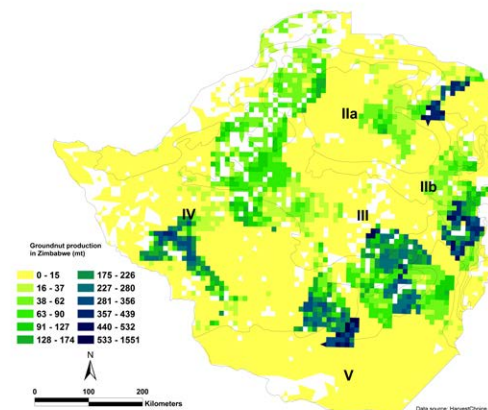 IIa
IIb
IV
III
Groundnut production
in Zimbabwe (mt)
0 - 15
175 - 226
16 - 37
227 - 280
38 - 62
281 - 356
63 - 90
357 - 439
91 - 127
440 - 532
128 - 174
533 - 1551
N
V
0
100
200
Kilometers
Data source: HarvestChoice